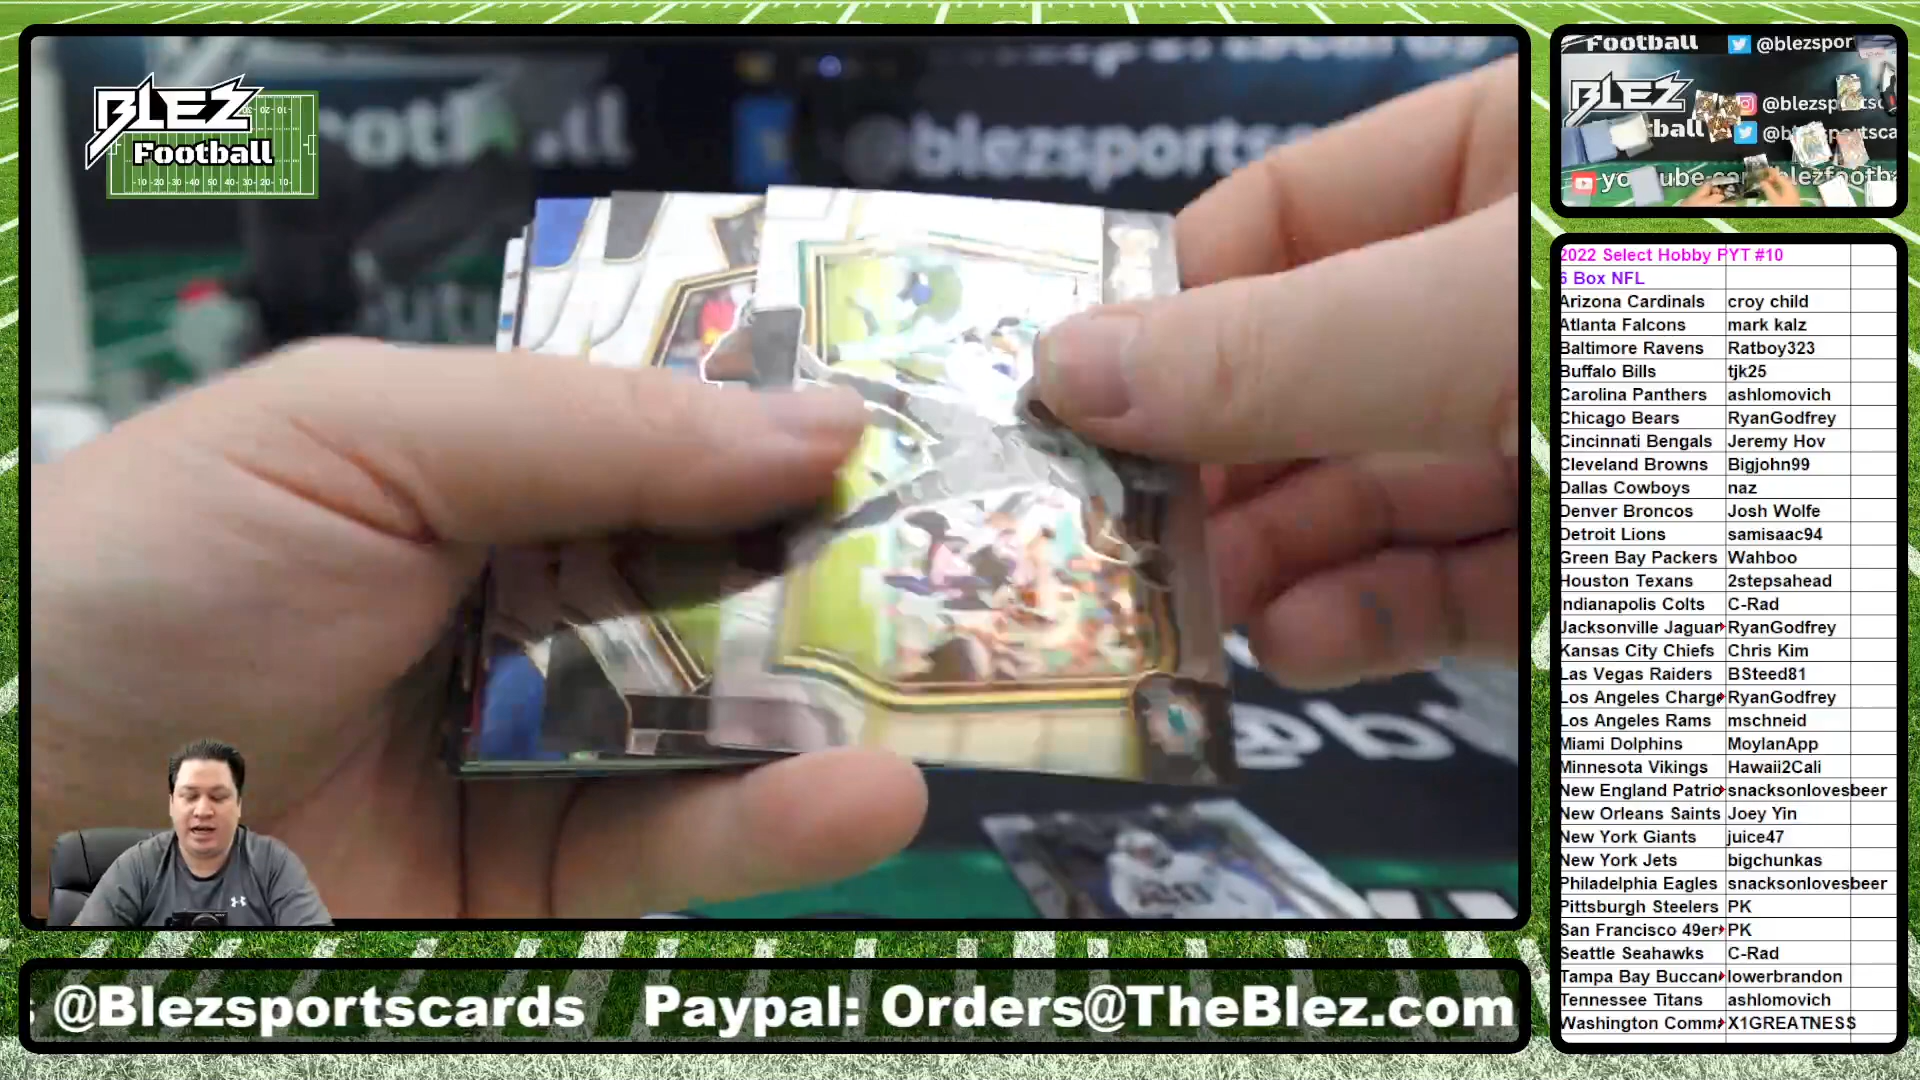 BLEZ
Football
-10 -20 -30 -40 50 40- 30- 20- 10-
@blezsports
Football
@blezspor
BLEZ
@blezsportsc
@blezsportsca
youtube.com
blezfootb
2022 Select Hobby PYT #10
6 Box NFL
Arizona Cardinals croy child
Atlanta Falcons mark kalz
Baltimore Ravens Ratboy323
Buffalo Bills tjk25
Carolina Panthers ashlomovich
Chicago Bears RyanGodfrey
Cincinnati Bengals Jeremy Hov
Cleveland Browns Bigjohn99
Dallas Cowboys naz
Denver Broncos Josh Wolfe
Detroit Lions samisaac94
Green Bay Packers Wahboo
Houston Texans 2stepsahead
Indianapolis Colts C-Rad
Jacksonville Jaguar RyanGodfrey
Kansas City Chiefs Chris Kim
Las Vegas Raiders BSteed81
Los Angeles Charge RyanGodfrey
Los Angeles Rams mschneid
Miami Dolphins MoylanApp
Minnesota Vikings Hawaii2Cali
New England Patrio snacksonlovesbeer
New Orleans Saints Joey Yin
New York Giants juice47
New York Jets bigchunkas
Philadelphia Eagles snacksonlovesbeer
Pittsburgh Steelers PK
San Francisco 49er PK
Seattle Seahawks C-Rad
Tampa Bay Buccan lowerbrandon
Tennessee Titans ashlomovich
Washington Comm X1GREATNESS
@Blezsportscards Paypal: Orders@TheBlez.com